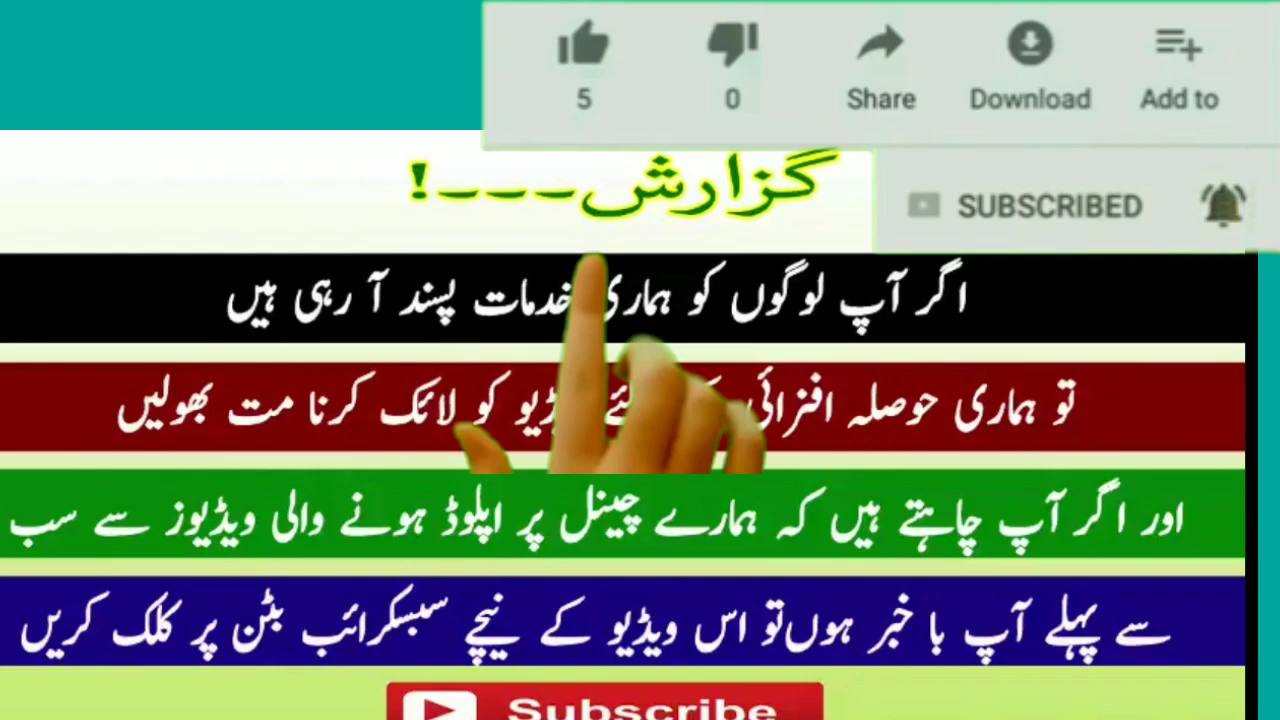 5 0 Share Download Add to
گزارش---!
SUBSCRIBED
اگر آپ لوگوں کو ہماری خدمات پسند آ رہی ہیں
تو ہماری حوصلہ افزائی کو لائک کرنا مت بھولیں
اور اگر آپ چاہتے ہیں کہ ہمارے چینل پر اپلوڈ ہونے والی ویڈیوز سے سب
سے پہلے آپ با خبر ہوں تو اس ویڈیو کے نیچے سبسکرائب بٹن پر کلک کریں
Subscribe